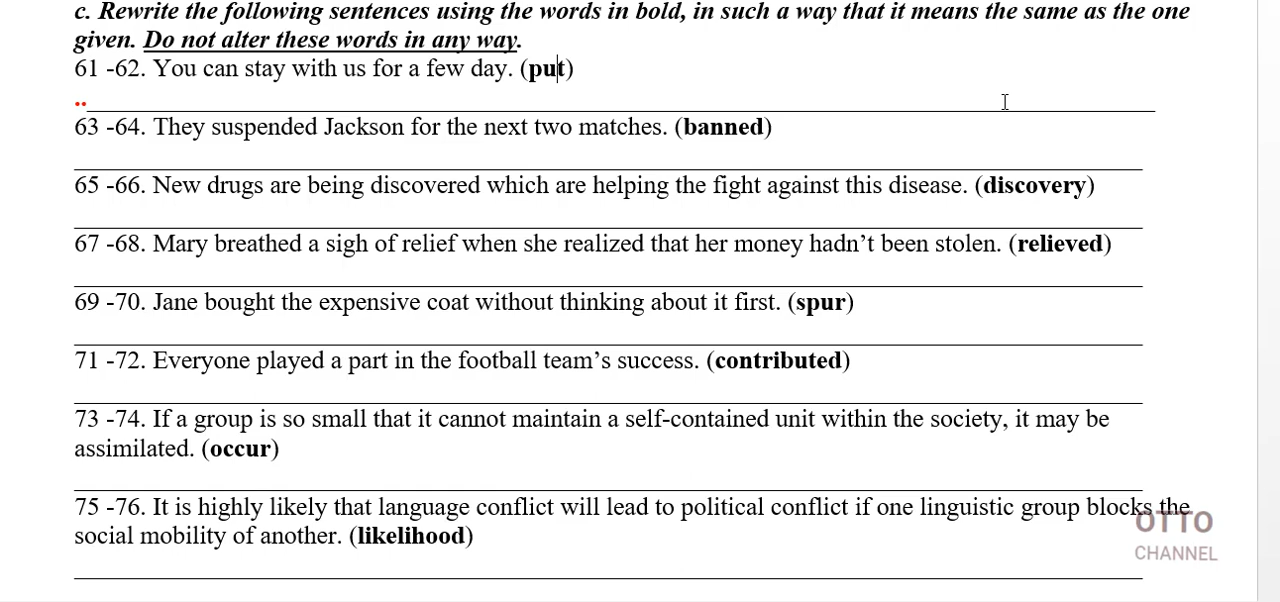 c. Rewrite the following sentences using the words in bold, in such a way that it means the same as the one
given. Do not alter these words in any way.
61 -62. You can stay with us for a few day. (put)
63 -64. They suspended Jackson for the next two matches. (banned)
65 -66. New drugs are being discovered which are helping the fight against this disease. (discovery)
67 -68. Mary breathed a sigh of relief when she realized that her money hadn’t been stolen. (relieved)
69 -70. Jane bought the expensive coat without thinking about it first. (spur)
71 -72. Everyone played a part in the football team’s success. (contributed)
73 -74. If a group is so small that it cannot maintain a self-contained unit within the society, it may be
assimilated. (occur)
75 -76. It is highly likely that language conflict will lead to political conflict if one linguistic group blocks the
social mobility of another. (likelihood)
OTTO
CHANNEL